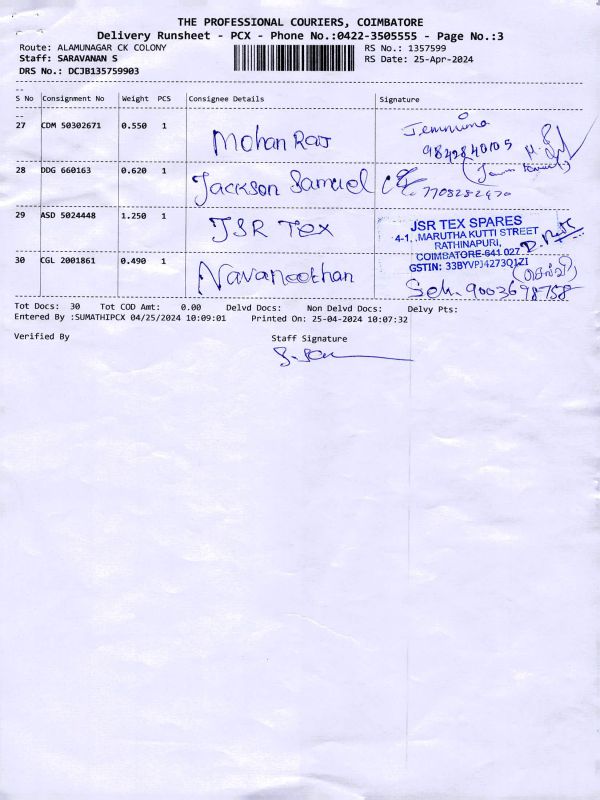 THE PROFESSIONAL COURIERS, COIMBATORE
Delivery Runsheet - PCX - Phone No.:0422-3505555 - Page No.:3
Route: ALAMUNAGAR CK COLONY RS No.: 1357599
Staff: SARAVANAN S RS Date: 25-Apr-2024
DRS No.: DCJB135759903
S No Consignment No Weight PCS Consignee Details Signature
27 CDM 50302671 0.550 1 Mohan Raj Jemmima
9842840105
28 DDG 660163 0.620 1 Jackson Samuel 7708282470
29 ASD 5024448 1.250 1 JSR Tex
JSR TEX SPARES
4-1, MARUTHA KUTTI STREET
RATHINAPURI,
COIMBATORE-641 027
GSTIN: 33BYVPJ4273Q1ZI
30 CGL 2001861 0.490 1 Navaneethan
(செல்வி)
Selvi 9003698758
Tot Docs: 30 Tot COD Amt: 0.00 Delvd Docs: Non Delvd Docs: Delvy Pts:
Entered By :SUMATHIPCX 04/25/2024 10:09:01 Printed On: 25-04-2024 10:07:32
Verified By Staff Signature